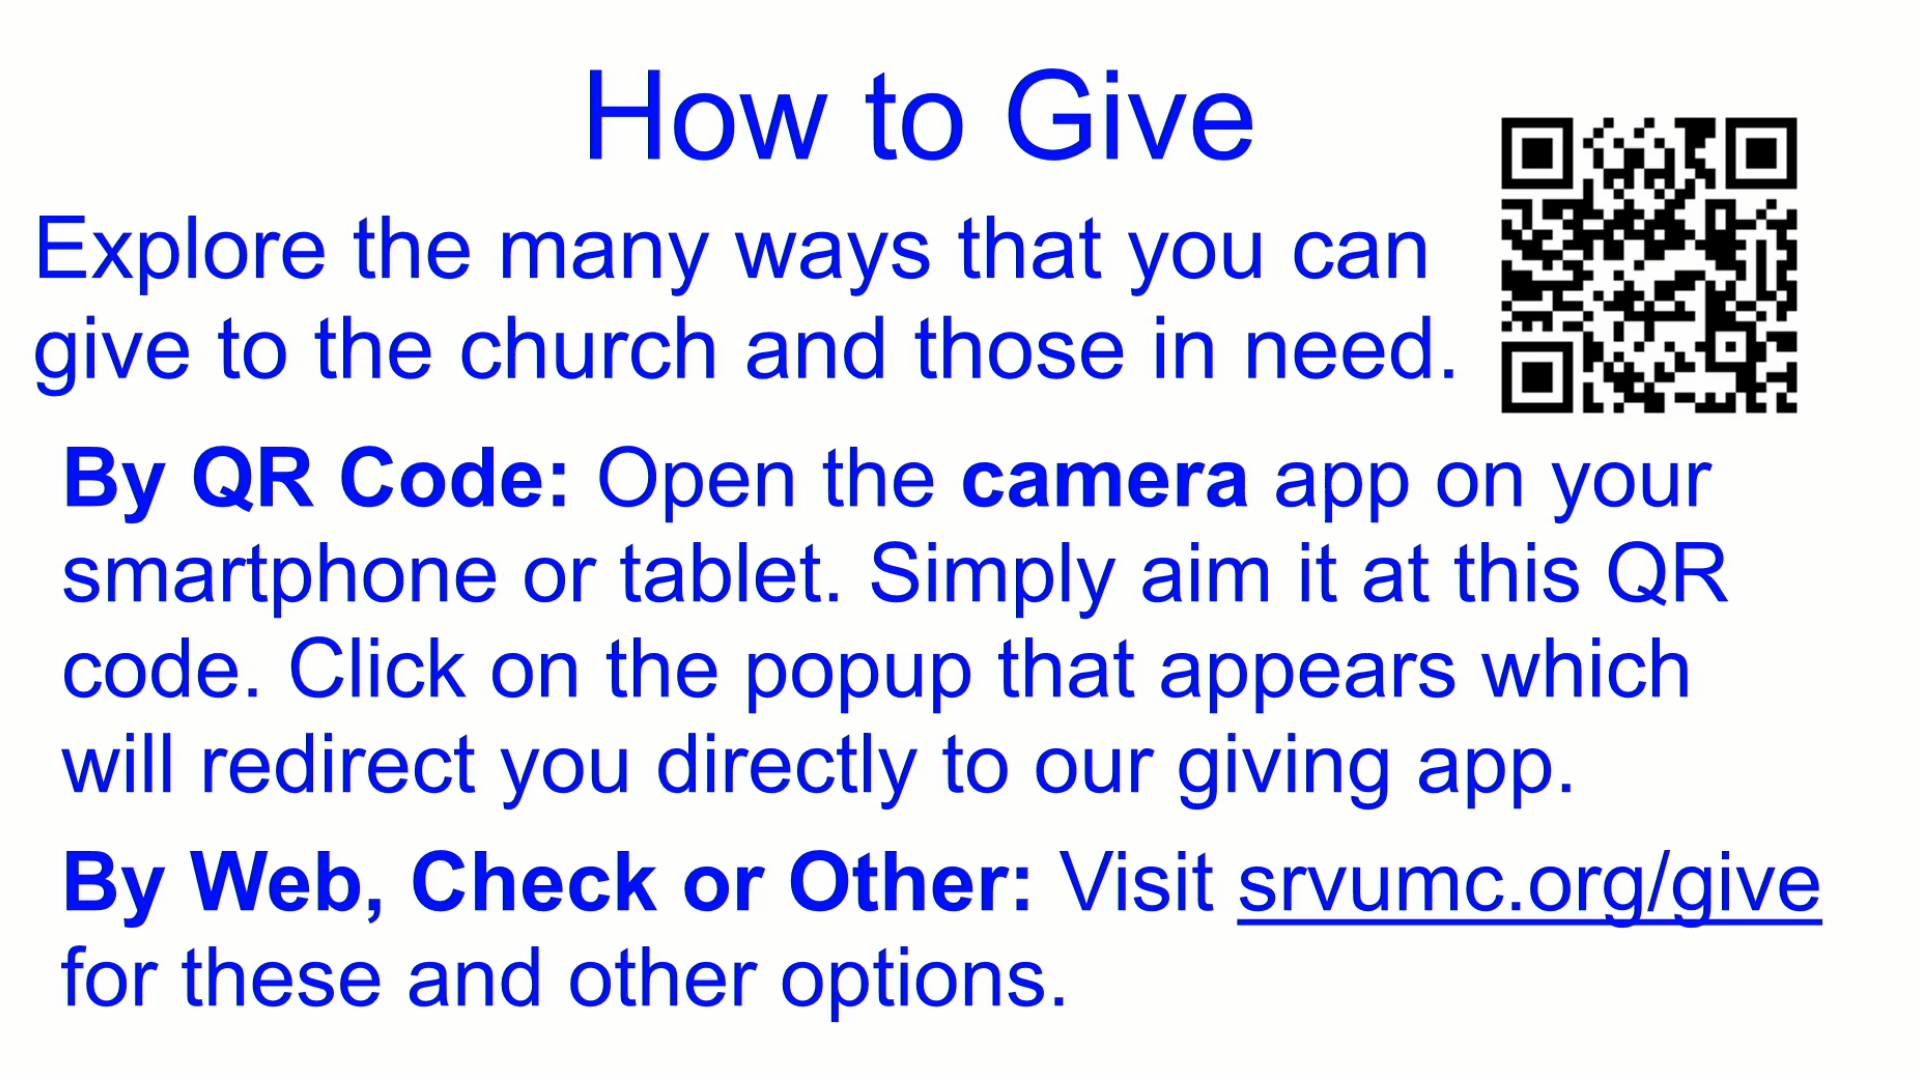 How to Give
Explore the many ways that you can
give to the church and those in need.
By QR Code: Open the camera app on your
smartphone or tablet. Simply aim it at this QR
code. Click on the popup that appears which
will redirect you directly to our giving app.
By Web, Check or Other: Visit srvumc.org/give
for these and other options.